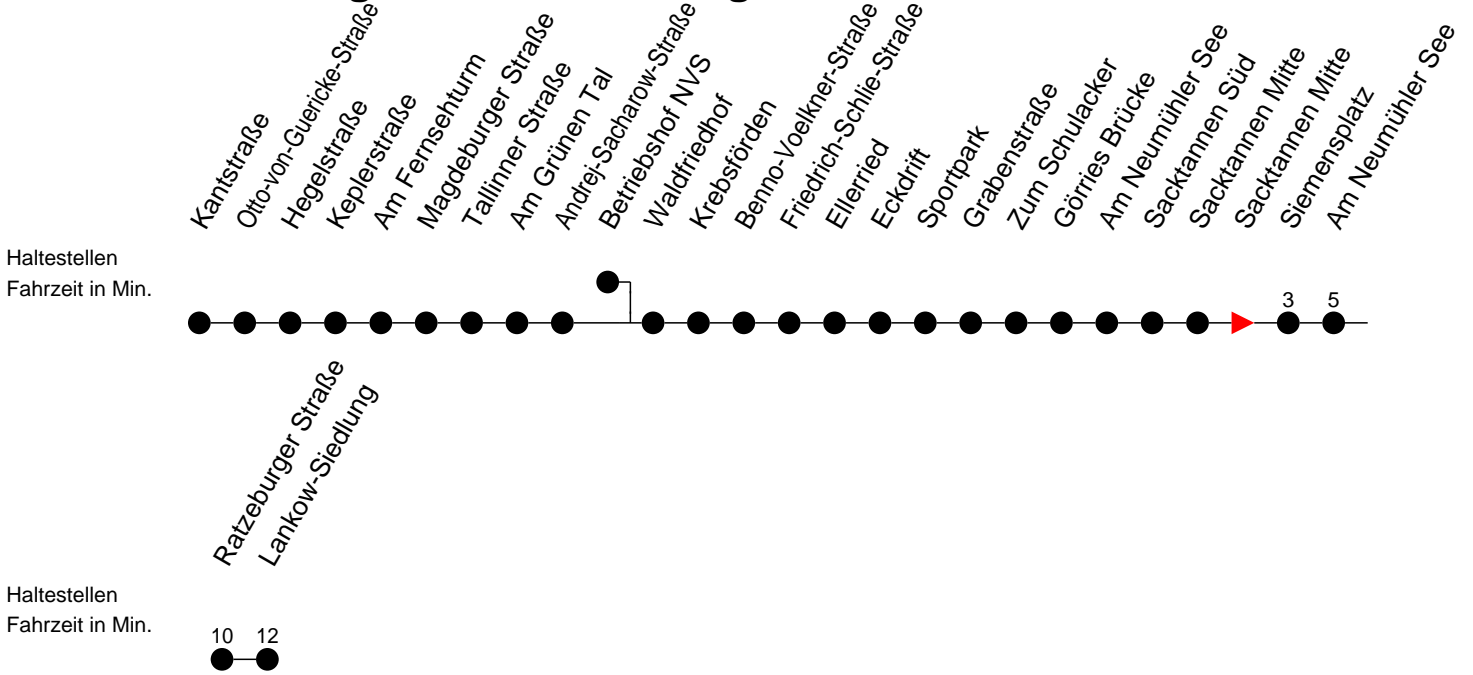 Kantstraße
Otto-von-Guericke-Straße
Hegelstraße
Keplerstraße
Am Fernsehturm
Magdeburger Straße
Tallinner Straße
Am Grünen Tal
Andrej-Sacharow-Straße
Betriebshof NVS
Waldfriedhof
Krebsförden
Benno-Voelkner-Straße
Friedrich-Schlie-Straße
Ellerried
Eckdrift
Sportpark
Grabenstraße
Zum Schulacker
Görries Brücke
Am Neumühler See
Sacktannen Süd
Sacktannen Mitte
Sacktannen Mitte
Siemensplatz
Am Neumühler See
Haltestellen
Fahrzeit in Min.
3 5
Ratzeburger Straße
Lankow-Siedlung
Haltestellen
Fahrzeit in Min.
10 12